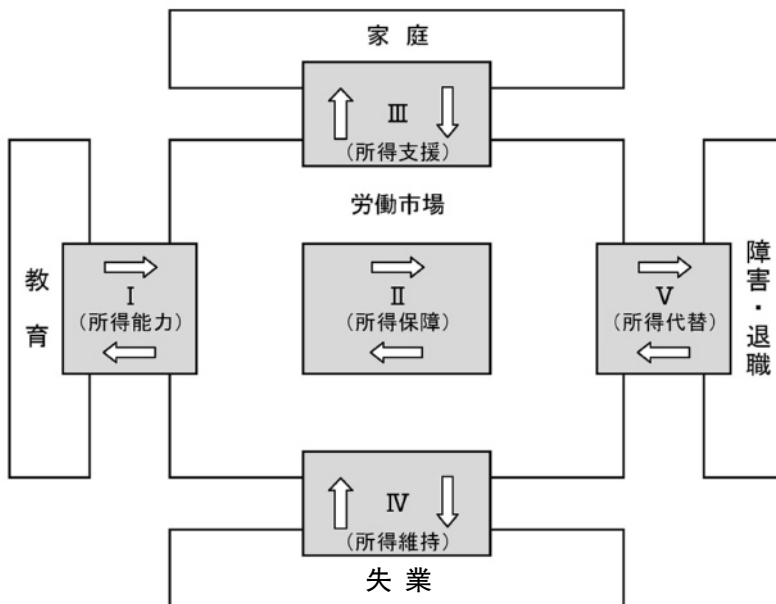 家 庭
Ⅲ
(所得支援)
労働市場
教育
Ⅰ
(所得能力)
Ⅱ
(所得保障)
Ⅴ
(所得代替)
障害・退職
Ⅳ
(所得維持)
失 業